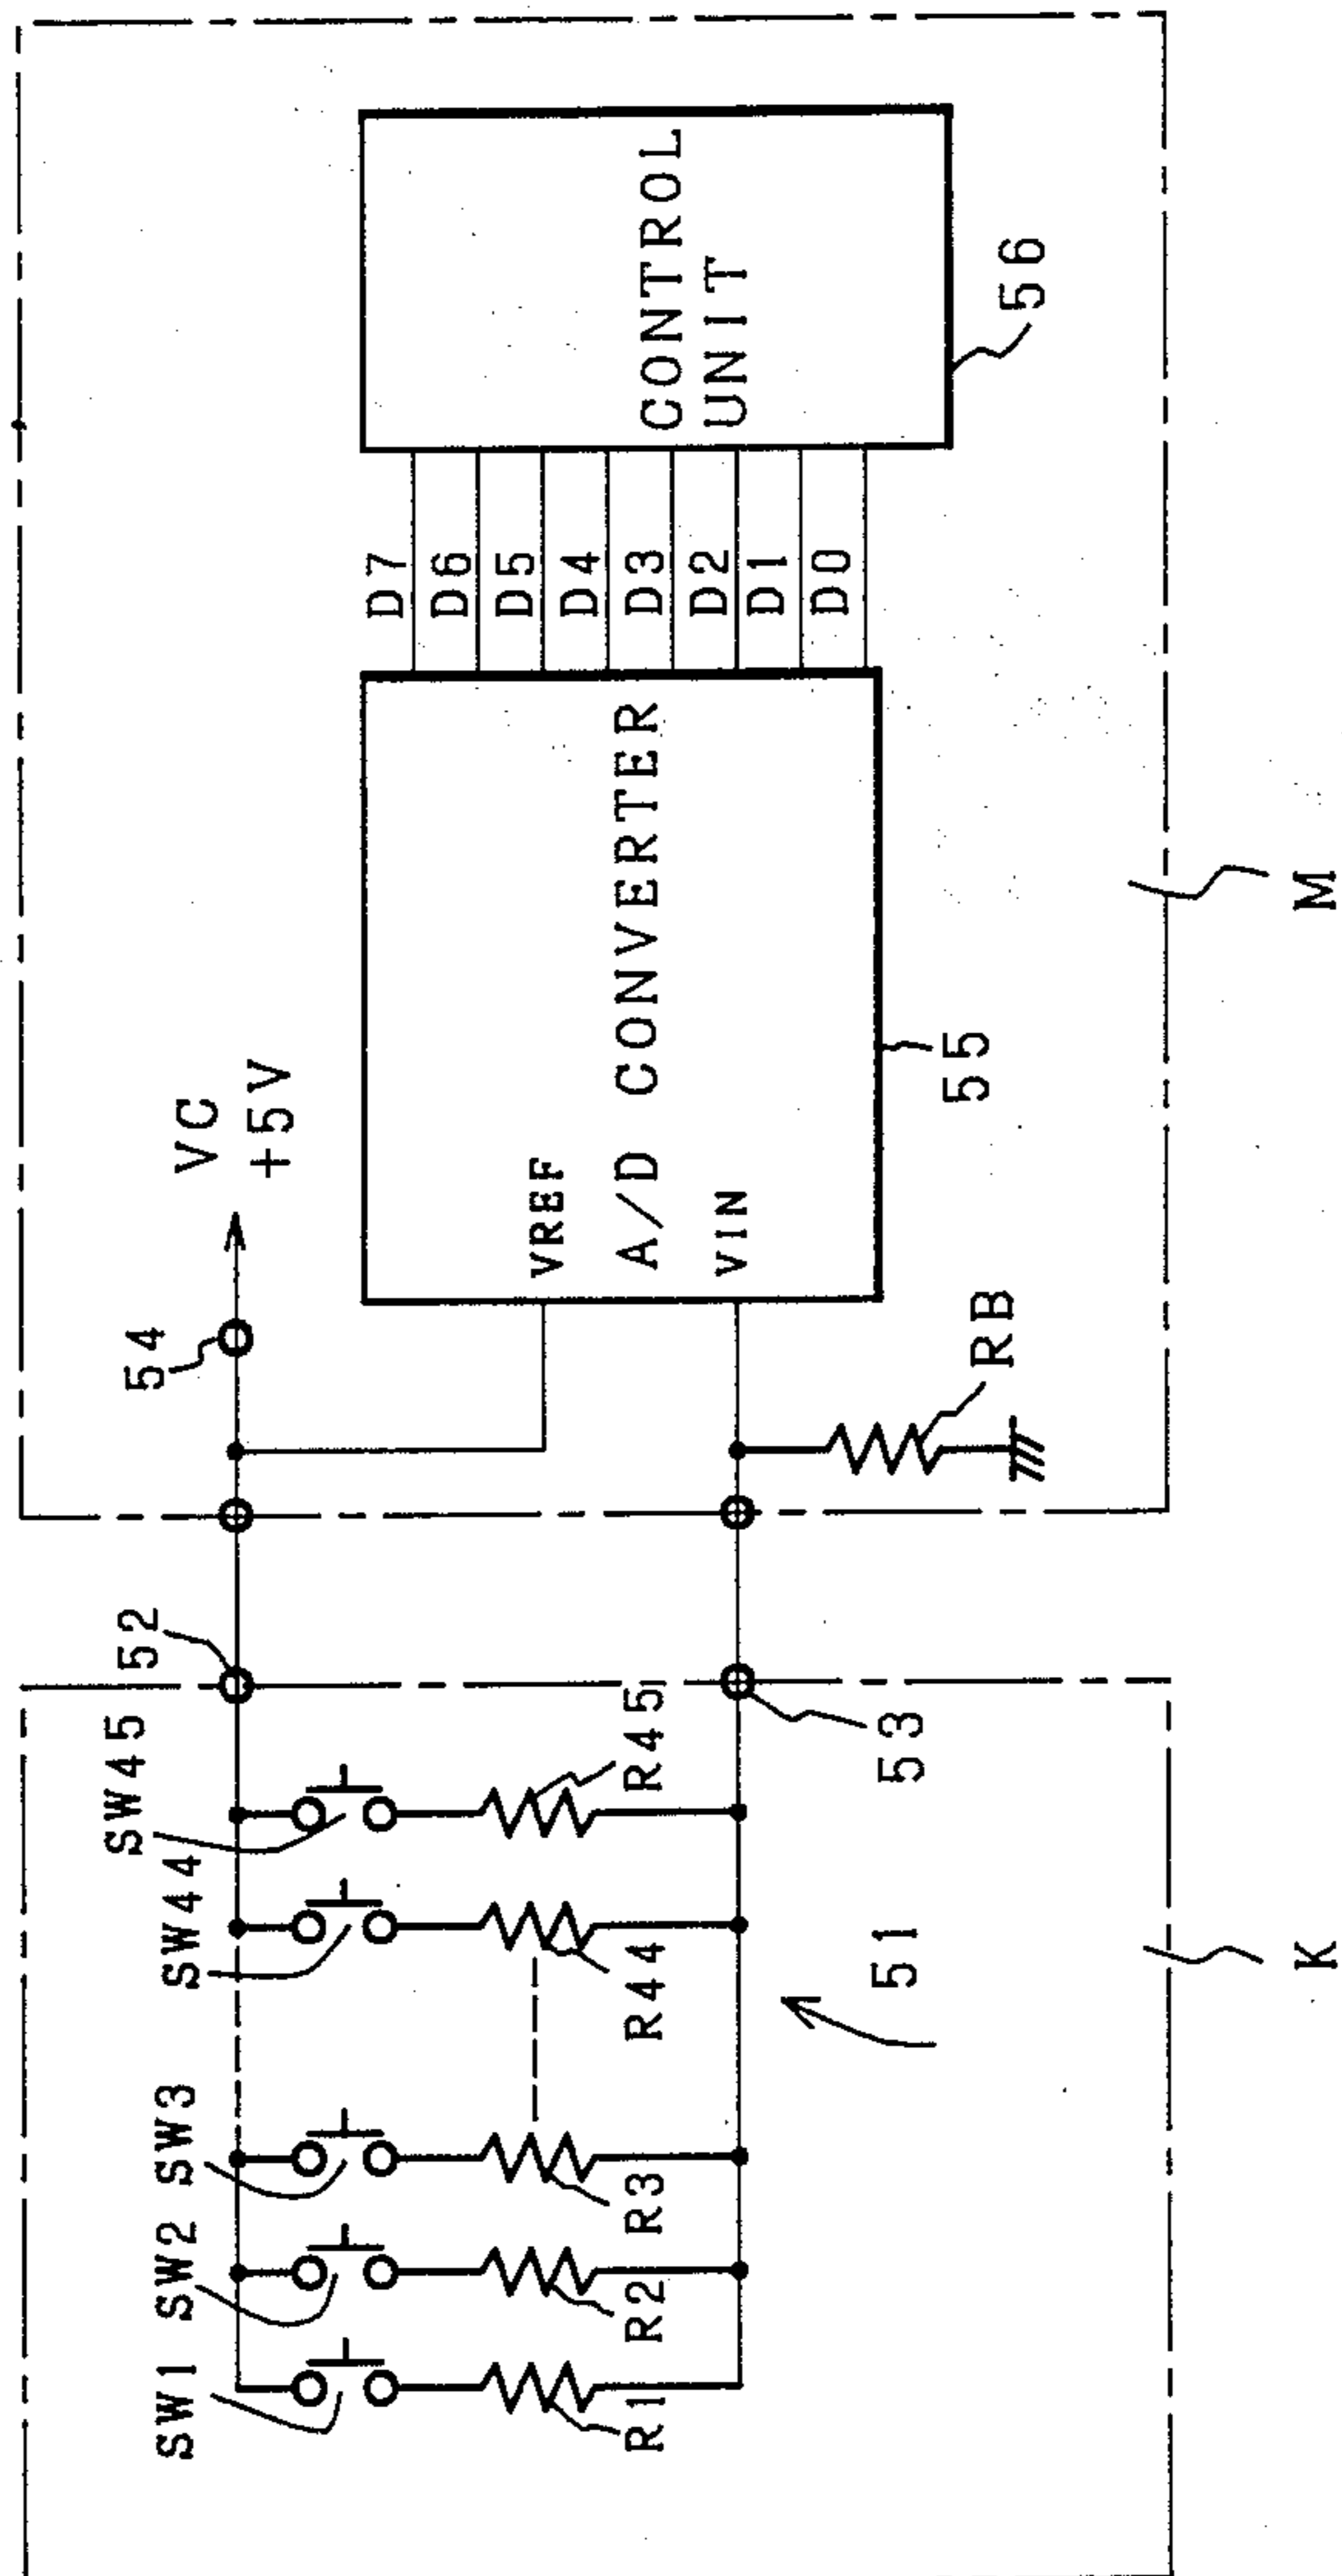 SW1
SW2
SW3
SW44
SW45
52
54
VC
+5V
R1
R2
R3
R44
R45
51
53
K
VREF
A/D CONVERTER
VIN
RB
55
D7
D6
D5
D4
D3
D2
D1
D0
CONTROL
UNIT
56
M